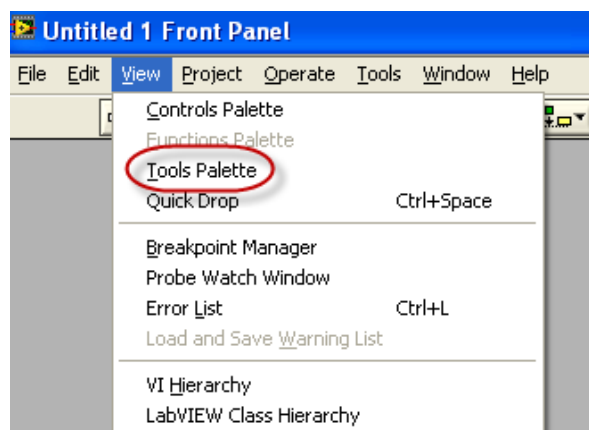 Untitled 1 Front Panel
File Edit View Project Operate Tools Window Help
Controls Palette
Functions Palette
Tools Palette
Quick Drop Ctrl+Space
Breakpoint Manager
Probe Watch Window
Error List Ctrl+L
Load and Save Warning List
VI Hierarchy
LabVIEW Class Hierarchy